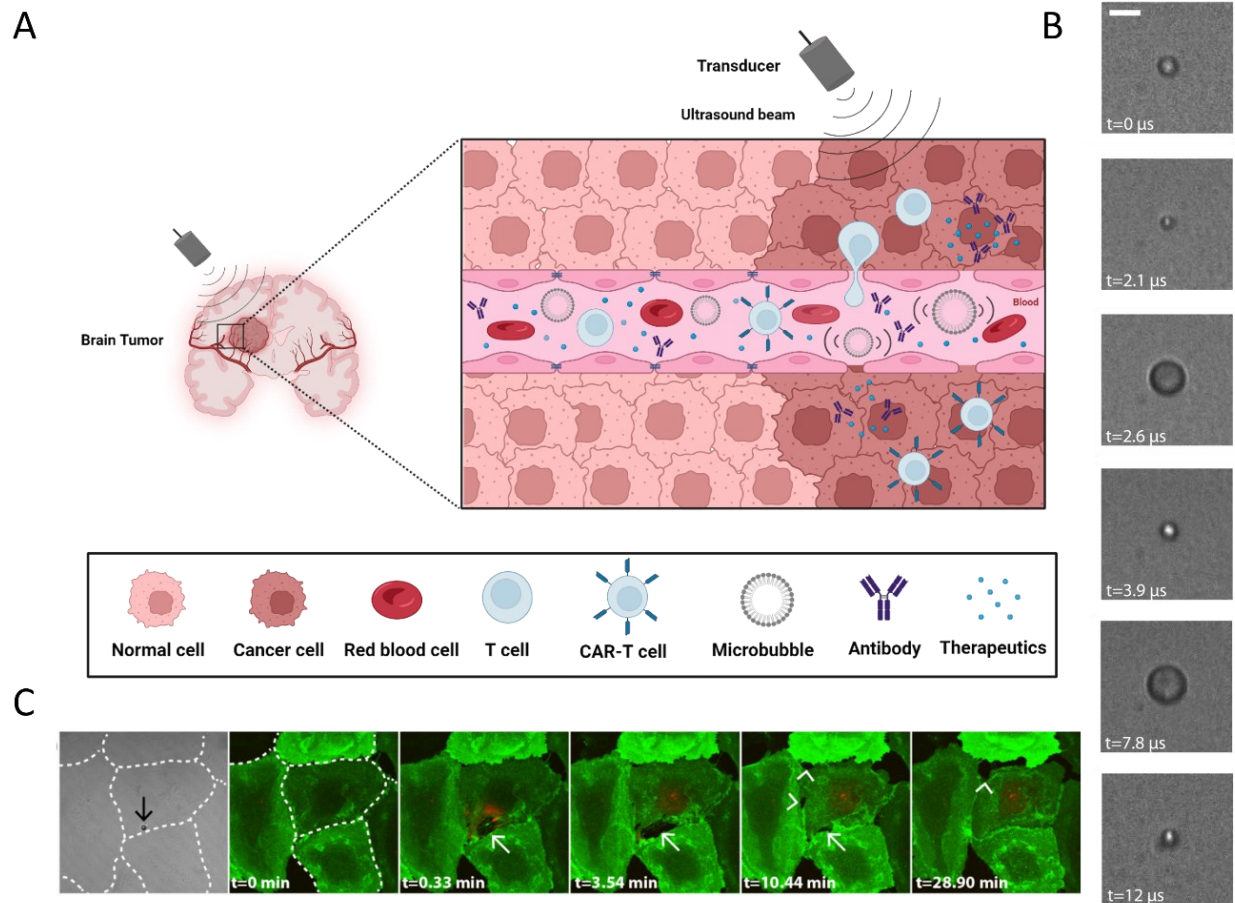 A
B
Transducer
Ultrasound beam
Brain Tumor
Blood
Normal cell
Cancer cell
Red blood cell
T cell
CAR-T cell
Microbubble
Antibody
Therapeutics
t=0 µs
t=2.1 µs
t=2.6 µs
t=3.9 µs
t=7.8 µs
t=12 µs
C
t=0 min
t=0.33 min
t=3.54 min
t=10.44 min
t=28.90 min